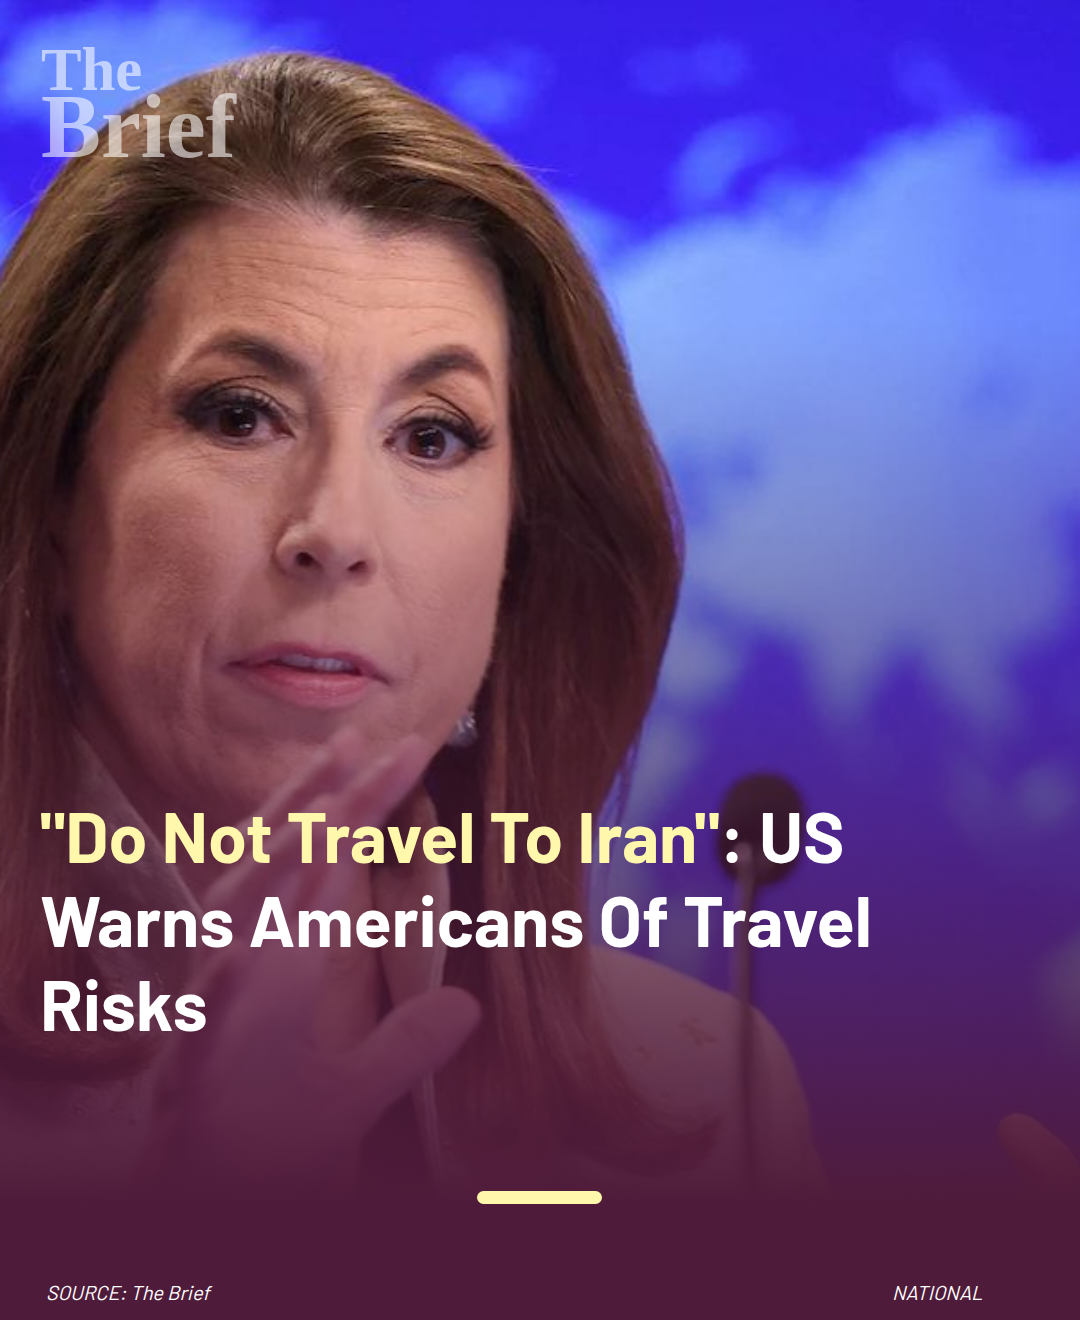 The
Brief
"Do Not Travel To Iran": US
Warns Americans Of Travel
Risks
SOURCE: The Brief
NATIONAL